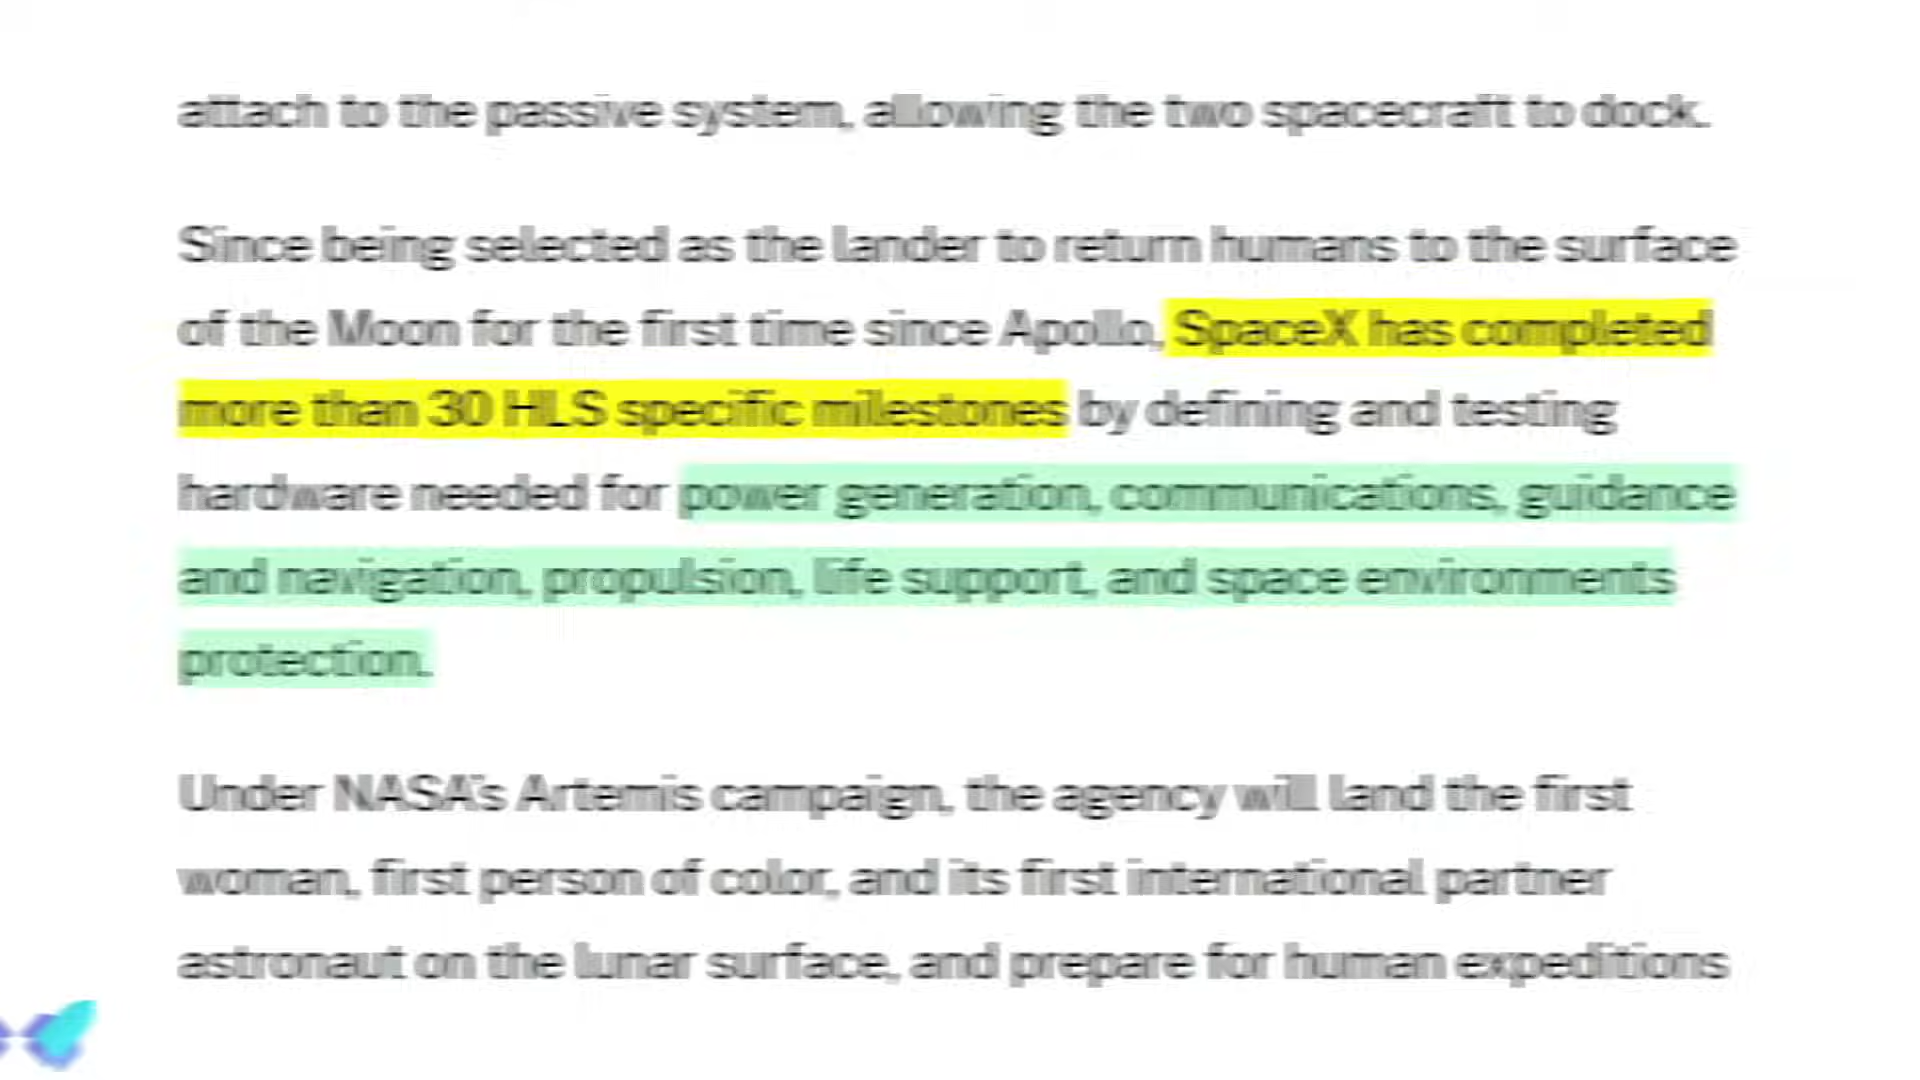 attach to the passive system, allowing the two spacecraft to dock.
Since being selected as the lander to return humans to the surface
of the Moon for the first time since Apollo, SpaceX has completed
more than 30 HLS specific milestones by defining and testing
hardware needed for power generation, communications, guidance
and navigation, propulsion, life support, and space environments
protection.
Under NASA's Artemis campaign, the agency will land the first
woman, first person of color, and its first international partner
astronaut on the lunar surface, and prepare for human expeditions